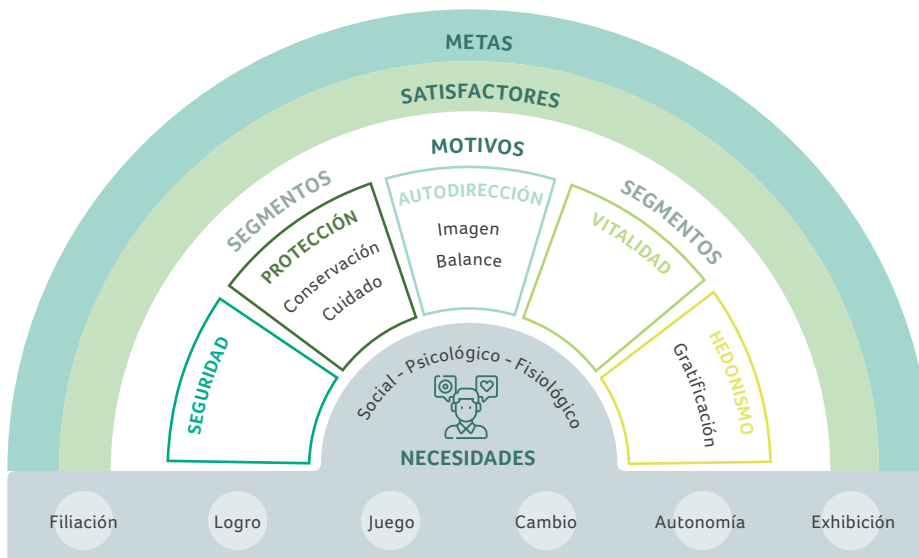 METAS
SATISFACTORES
MOTIVOS
SEGMENTOS
SEGMENTOS
SEGURIDAD
PROTECCIÓN
Conservación
Cuidado
AUTODIRECCIÓN
Imagen
Balance
VITALIDAD
HEDONISMO
Gratificación
Social - Psicológico - Fisiológico
NECESIDADES
Filiación
Logro
Juego
Cambio
Autonomía
Exhibición